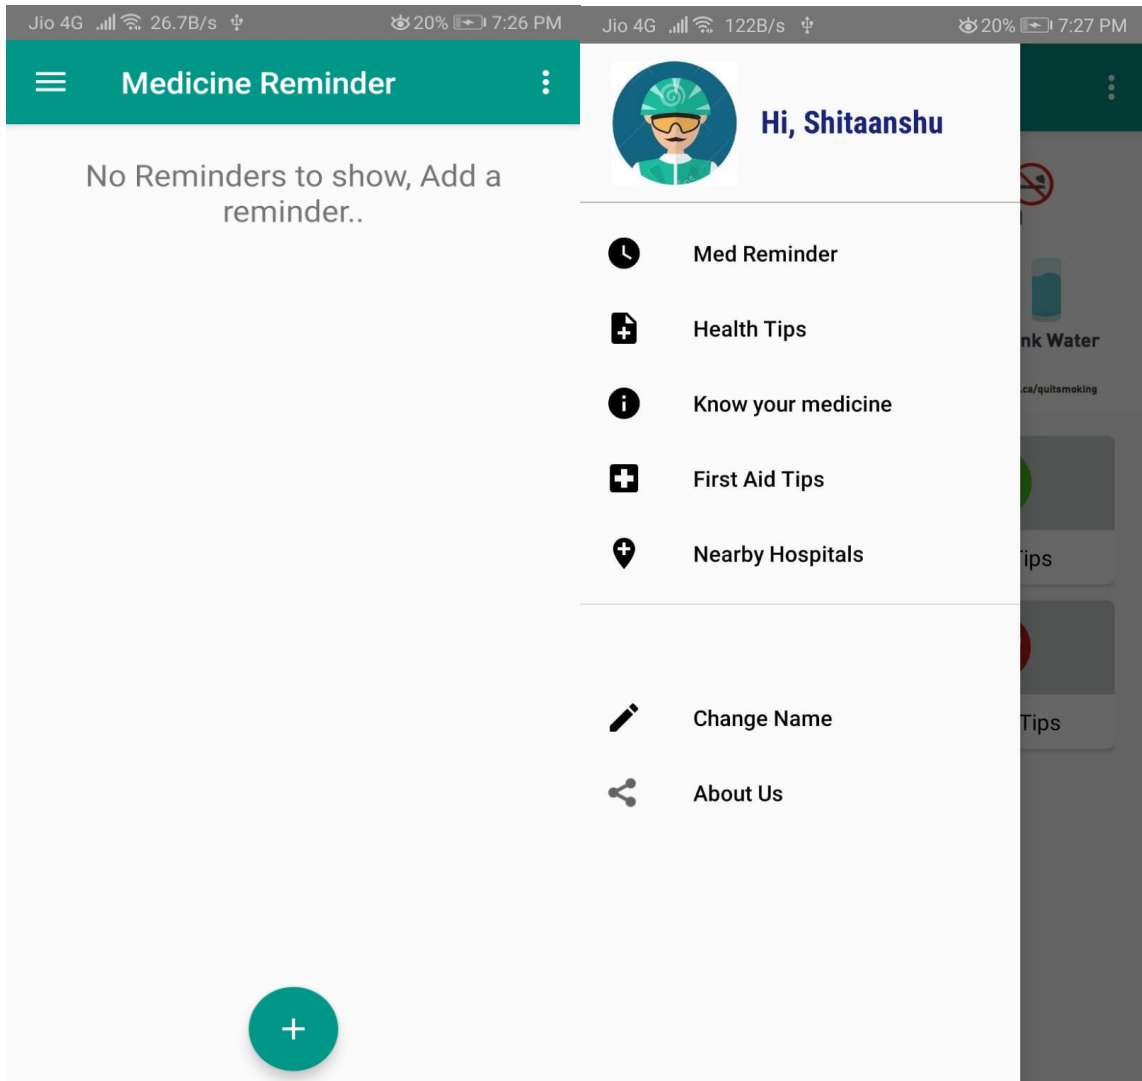 Jio 4G 26.7B/s 20% 7:26 PM
Medicine Reminder
No Reminders to show, Add a
reminder..
Jio 4G 122B/s 20% 7:27 PM
Hi, Shitaanshu
Med Reminder
Health Tips
Know your medicine
First Aid Tips
Nearby Hospitals
Change Name
About Us
nk Water
.ca/quitsmoking
ips
Tips